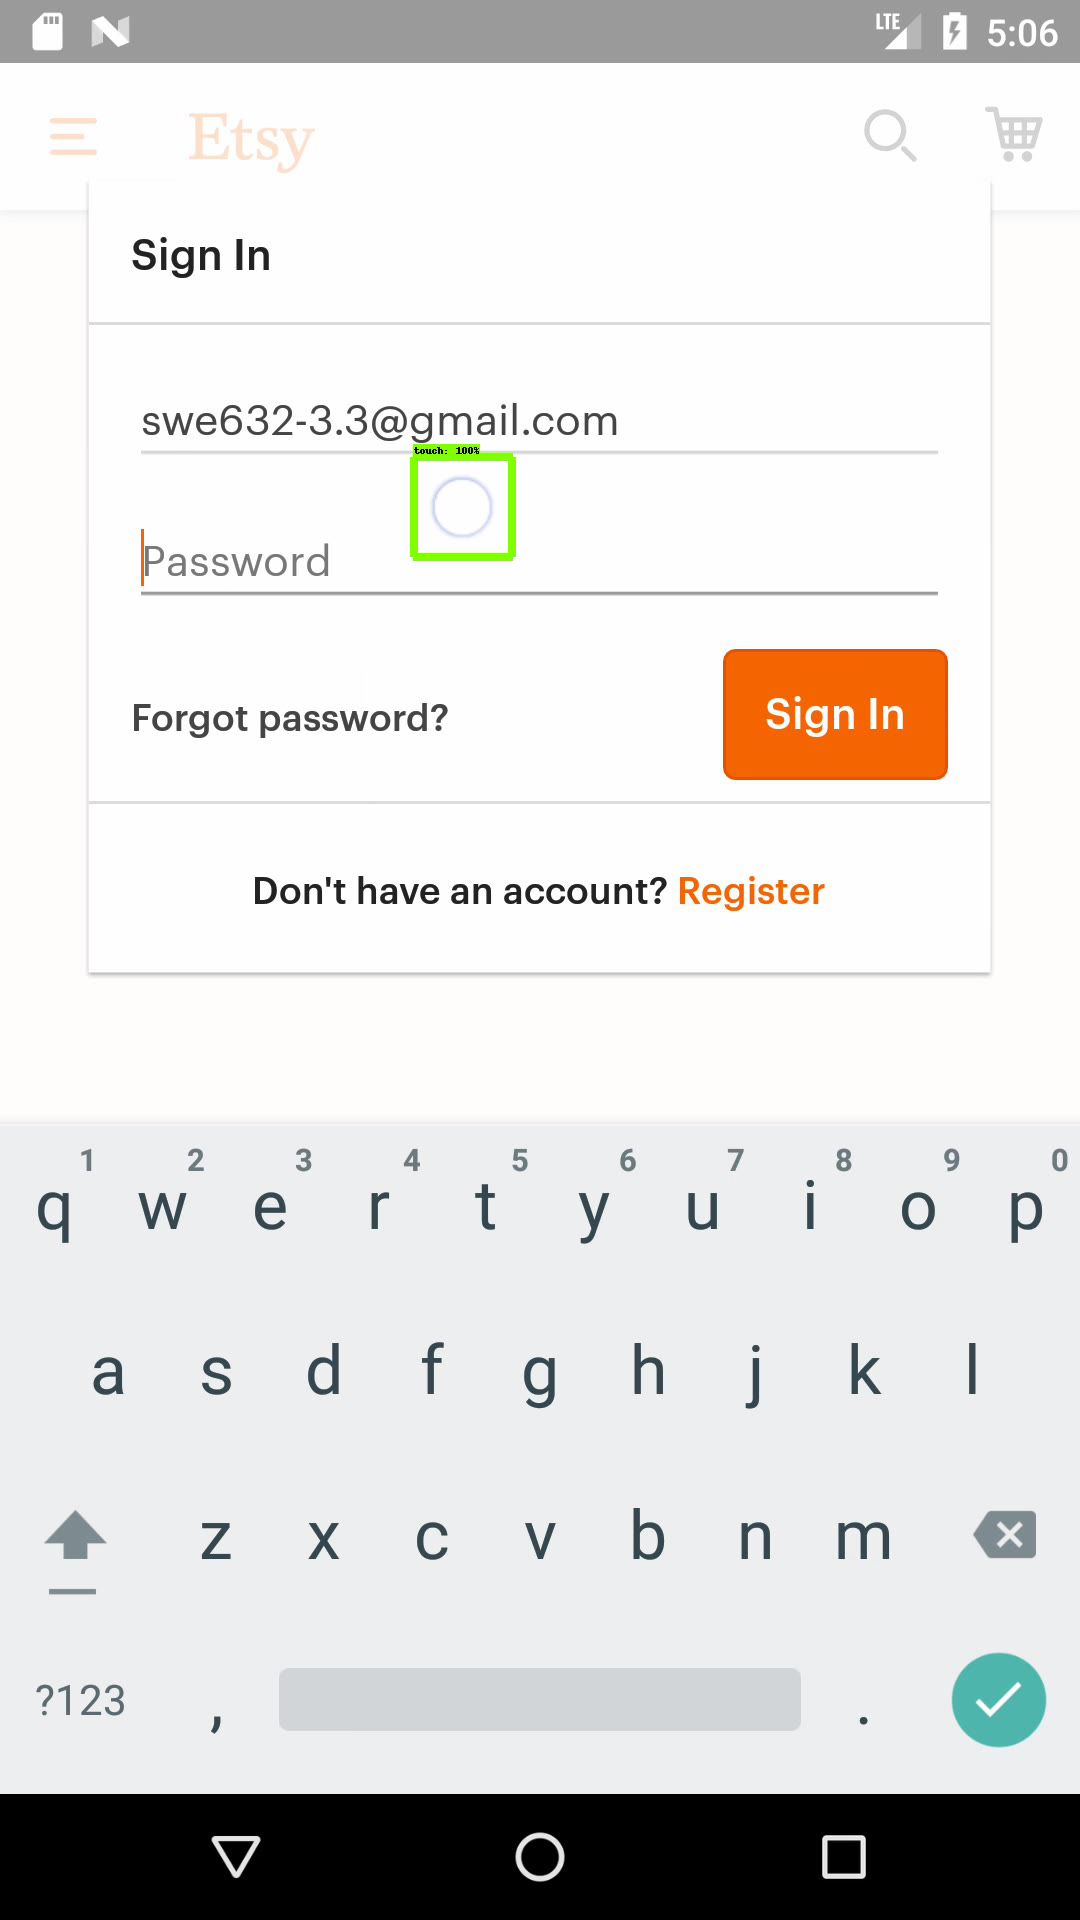 LTE 5:06
Etsy
Sign In
swe632-3.3@gmail.com
touch: 100%
Password
Forgot password?
Sign In
Don't have an account? Register
1 2 3 4 5 6 7 8 9 0
q w e r t y u i o p
a s d f g h j k l
z x c v b n m
?123 , .